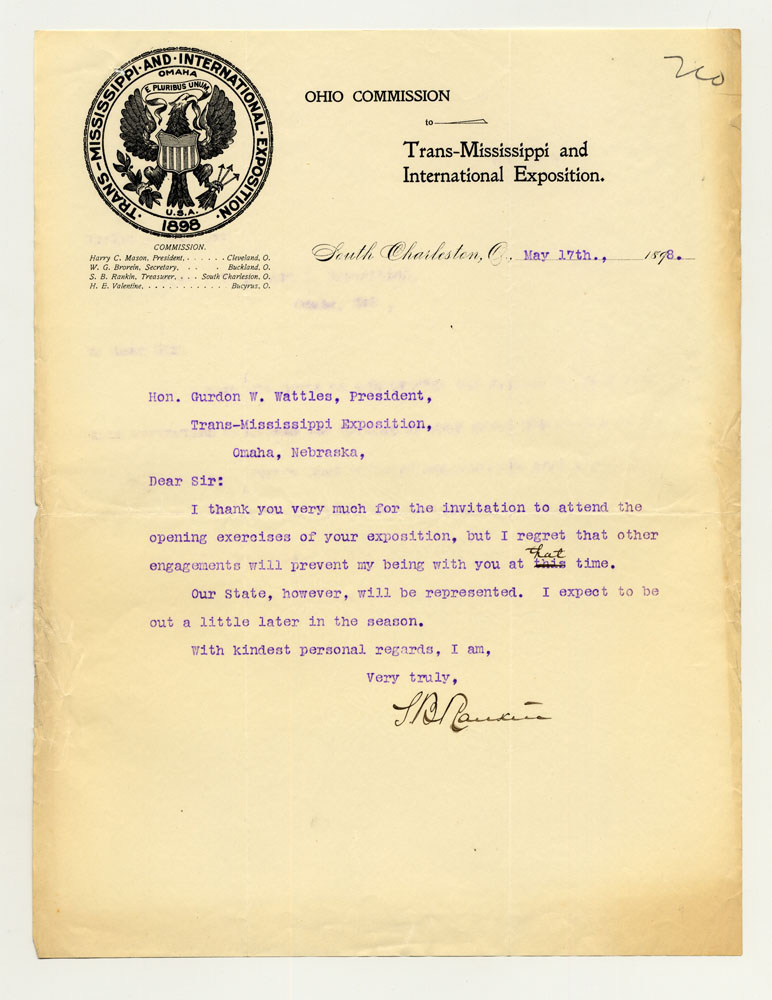 TRANS-MISSISSIPPI·AND·INTERNATIONAL·EXPOSITION·
OMAHA
E PLURIBUS UNUM
U.S.A.
1898
OHIO COMMISSION
to
Trans-Mississippi and
International Exposition.
COMMISSION.
Harry C. Mason, President, . . . . . . Cleveland, O.
W. G. Brorein, Secretary, . . . Buckland, O.
S. B. Rankin, Treasurer, . . . South Charleston, O.
H. E. Valentine, . . . . . . . . . . . . Bucyrus, O.
South Charleston, O., May 17th., 1898.
Hon. Gurdon W. Wattles, President,
Trans-Mississippi Exposition,
Omaha, Nebraska,
Dear Sir:
I thank you very much for the invitation to attend the
opening exercises of your exposition, but I regret that other
that
engagements will prevent my being with you at this time.
Our State, however, will be represented. I expect to be
out a little later in the season.
With kindest personal regards, I am,
Very truly,
S B Rankin